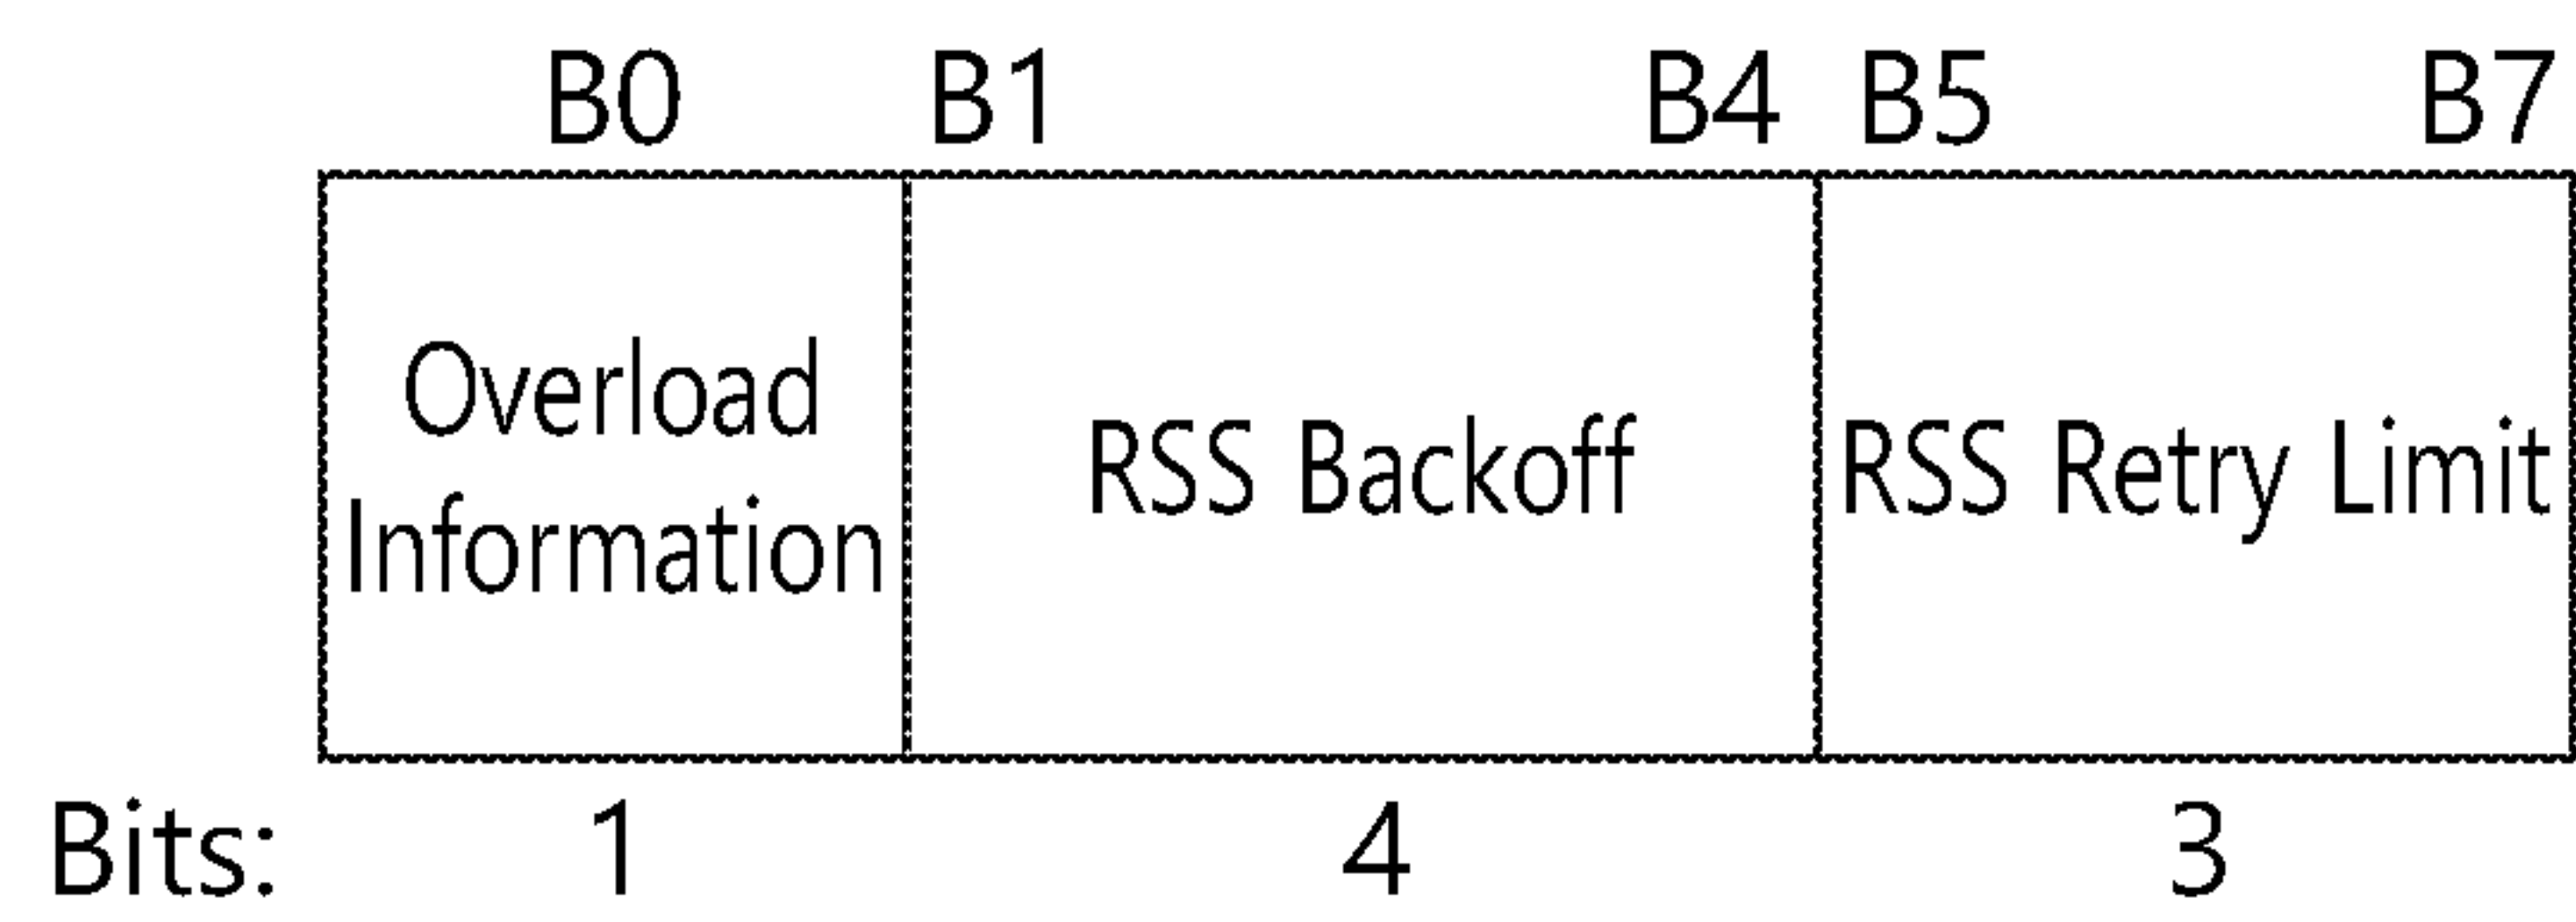 B0 B1 B4 B5 B7
Overload
Information
RSS Backoff
RSS Retry Limit
Bits: 1 4 3